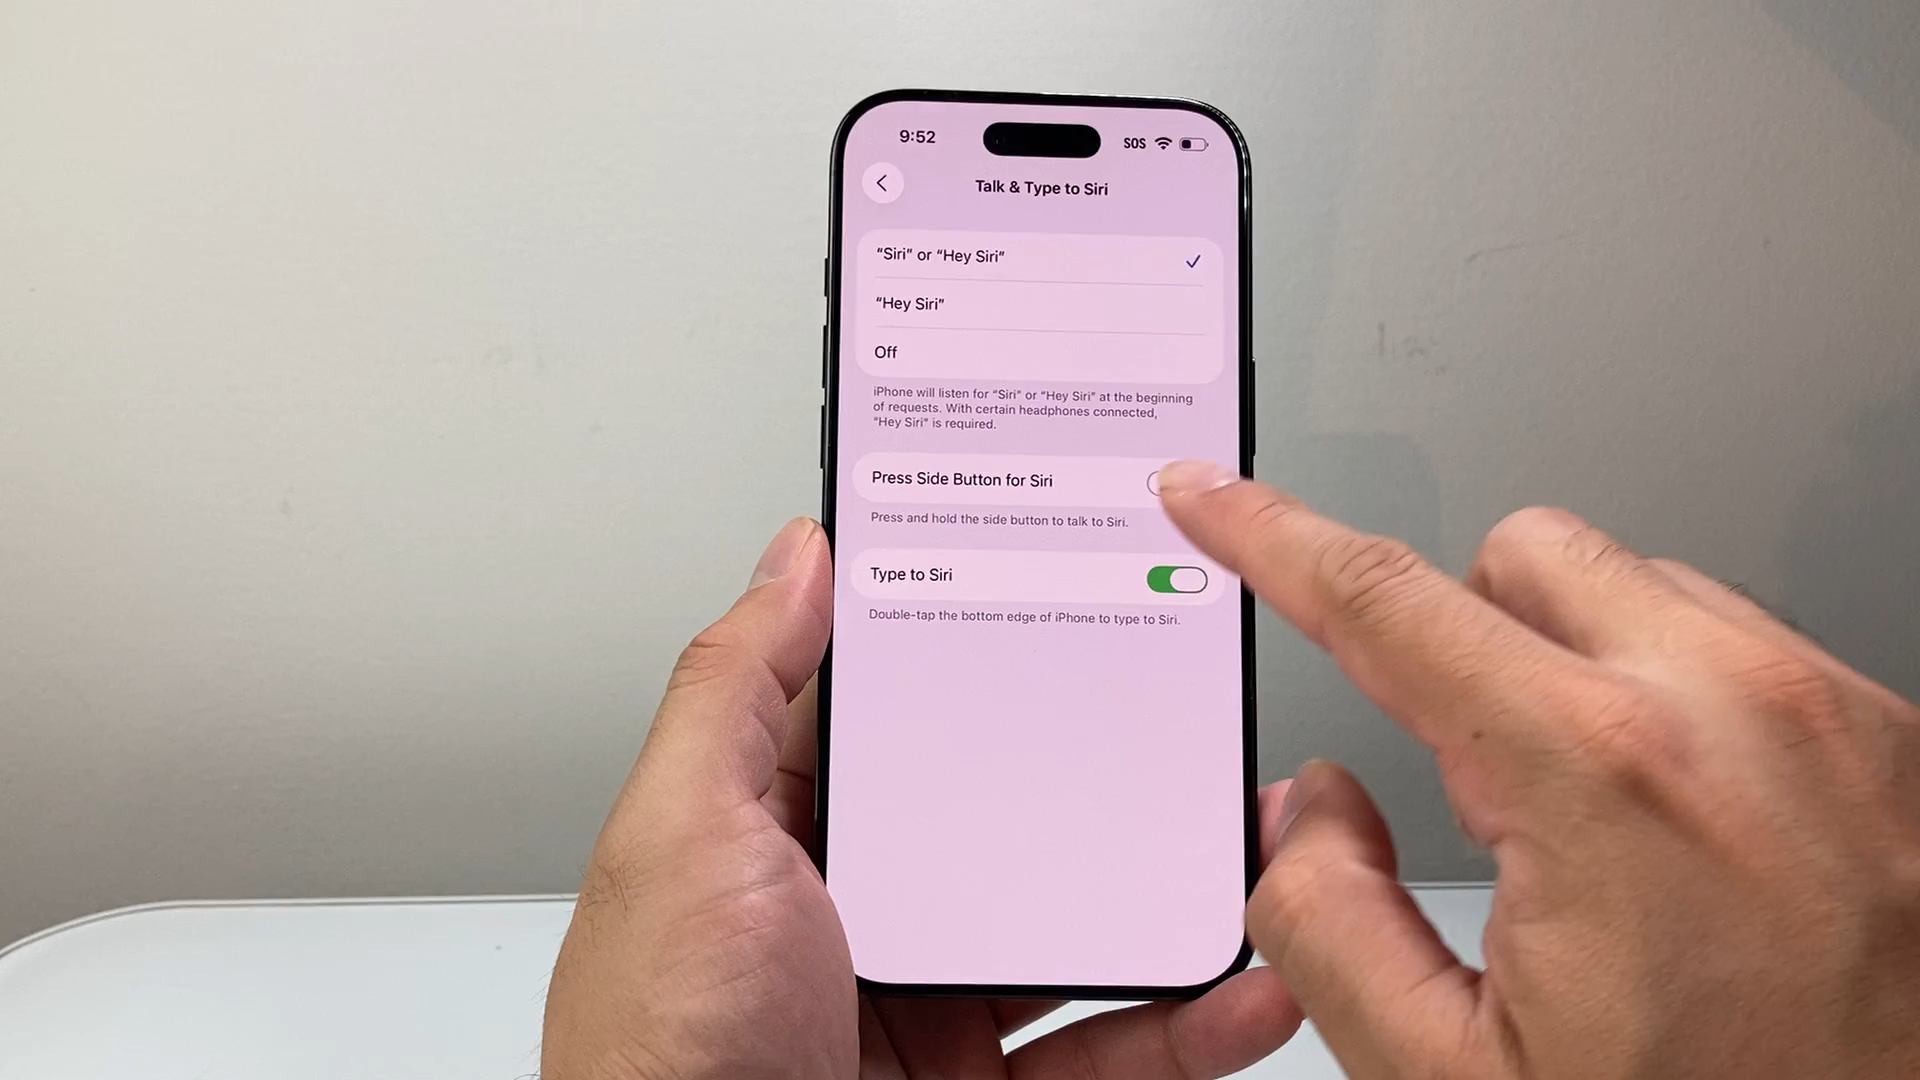 9:52 SOS
Talk & Type to Siri
“Siri” or “Hey Siri”
“Hey Siri”
Off
iPhone will listen for “Siri” or “Hey Siri” at the beginning
of requests. With certain headphones connected,
“Hey Siri” is required.
Press Side Button for Siri
Press and hold the side button to talk to Siri.
Type to Siri
Double-tap the bottom edge of iPhone to type to Siri.